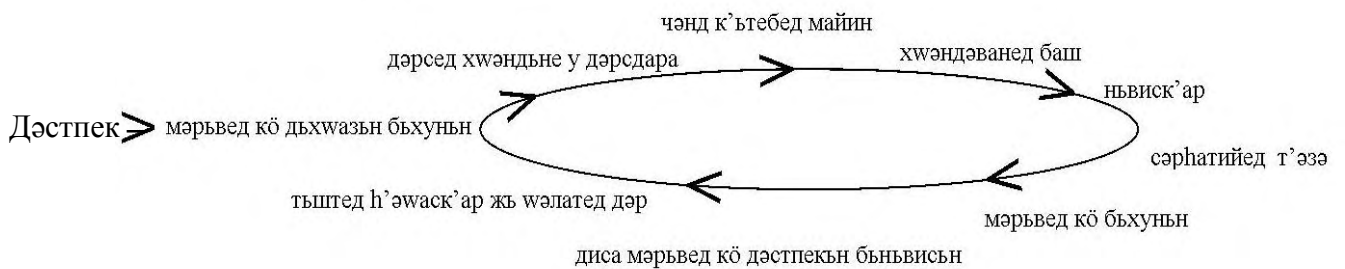 чәнд к’ьтебед майин
дәрсед хwәндьне у дәрсдара
хwәндәванед баш
ньвиск’ар
Дәстпек
мәрьвед кӧ дьхwазьн бьхуньн
сәрһатийед т’әзә
тьштед һ’әwаск’ар жь wәлатед дәр
мәрьвед кӧ бьхуньн
диса мәрьвед кӧ дәстпекьн бьньвисьн